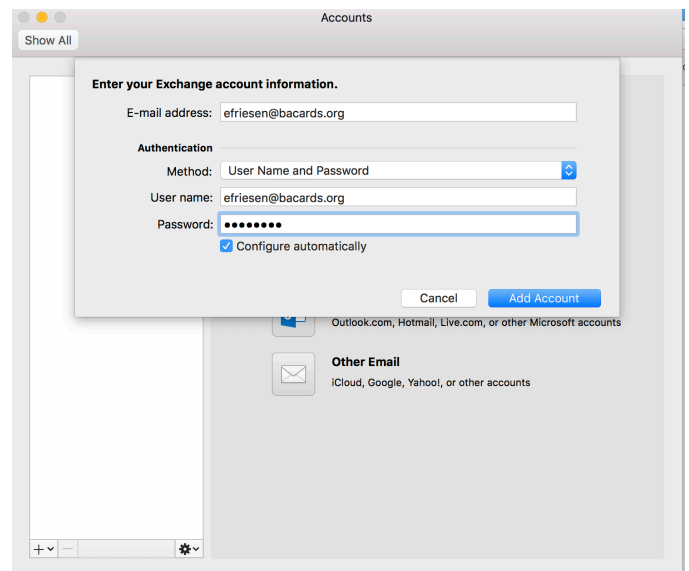 Accounts
Show All
Enter your Exchange account information.
E-mail address: efriesen@bacards.org
Authentication
Method: User Name and Password
User name: efriesen@bacards.org
Password: ••••••••
Configure automatically
Cancel Add Account
Outlook.com, Hotmail, Live.com, or other Microsoft accounts
Other Email
iCloud, Google, Yahoo!, or other accounts